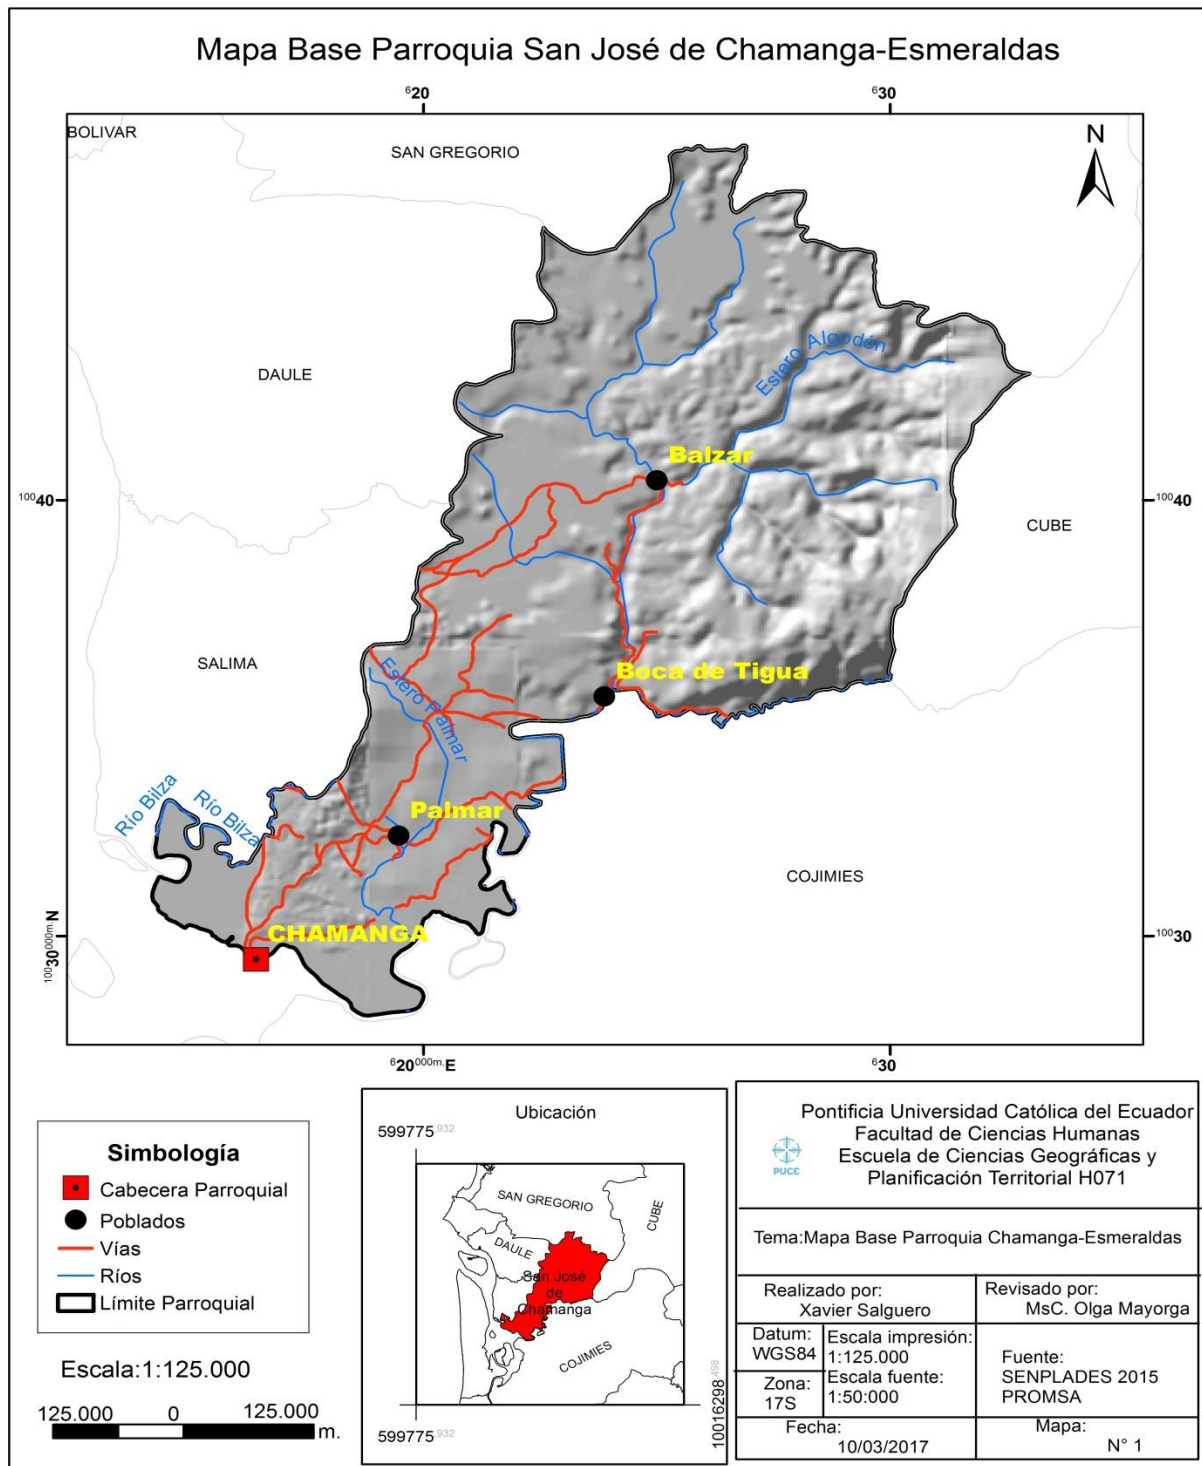 Mapa Base Parroquia San José de Chamanga-Esmeraldas
620
630
BOLIVAR
SAN GREGORIO
N
DAULE
Estero Algodón
Balzar
10040
10040
CUBE
SALIMA
Boca de Tigua
Estero Palmar
Río Bilza
Río Bilza
Palmar
COJIMIES
CHAMANGA
10030000m.N
10030
620000m.E
630
Simbología
Cabecera Parroquial
Poblados
Vías
Ríos
Límite Parroquial
Escala:1:125.000
125.000 0 125.000 m.
Ubicación
599775.932
SAN GREGORIO
CUBE
DAULE
San José
de
Chamanga
COJIMIES
599775.932
10016298.498
PUCE
Pontificia Universidad Católica del Ecuador
Facultad de Ciencias Humanas
Escuela de Ciencias Geográficas y
Planificación Territorial H071
Tema:Mapa Base Parroquia Chamanga-Esmeraldas
Realizado por:
Xavier Salguero
Revisado por:
MsC. Olga Mayorga
Datum:
WGS84
Escala impresión:
1:125.000
Escala fuente:
1:50:000
Zona:
17S
Fuente:
SENPLADES 2015
PROMSA
Fecha:
10/03/2017
Mapa:
N° 1